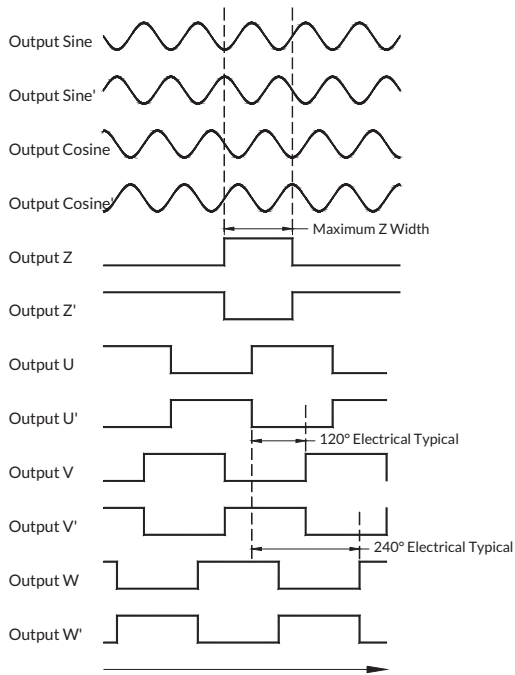 Output Sine
Output Sine'
Output Cosine
Output Cosine'
Maximum Z Width
Output Z
Output Z'
Output U
Output U'
120° Electrical Typical
Output V
Output V'
240° Electrical Typical
Output W
Output W'